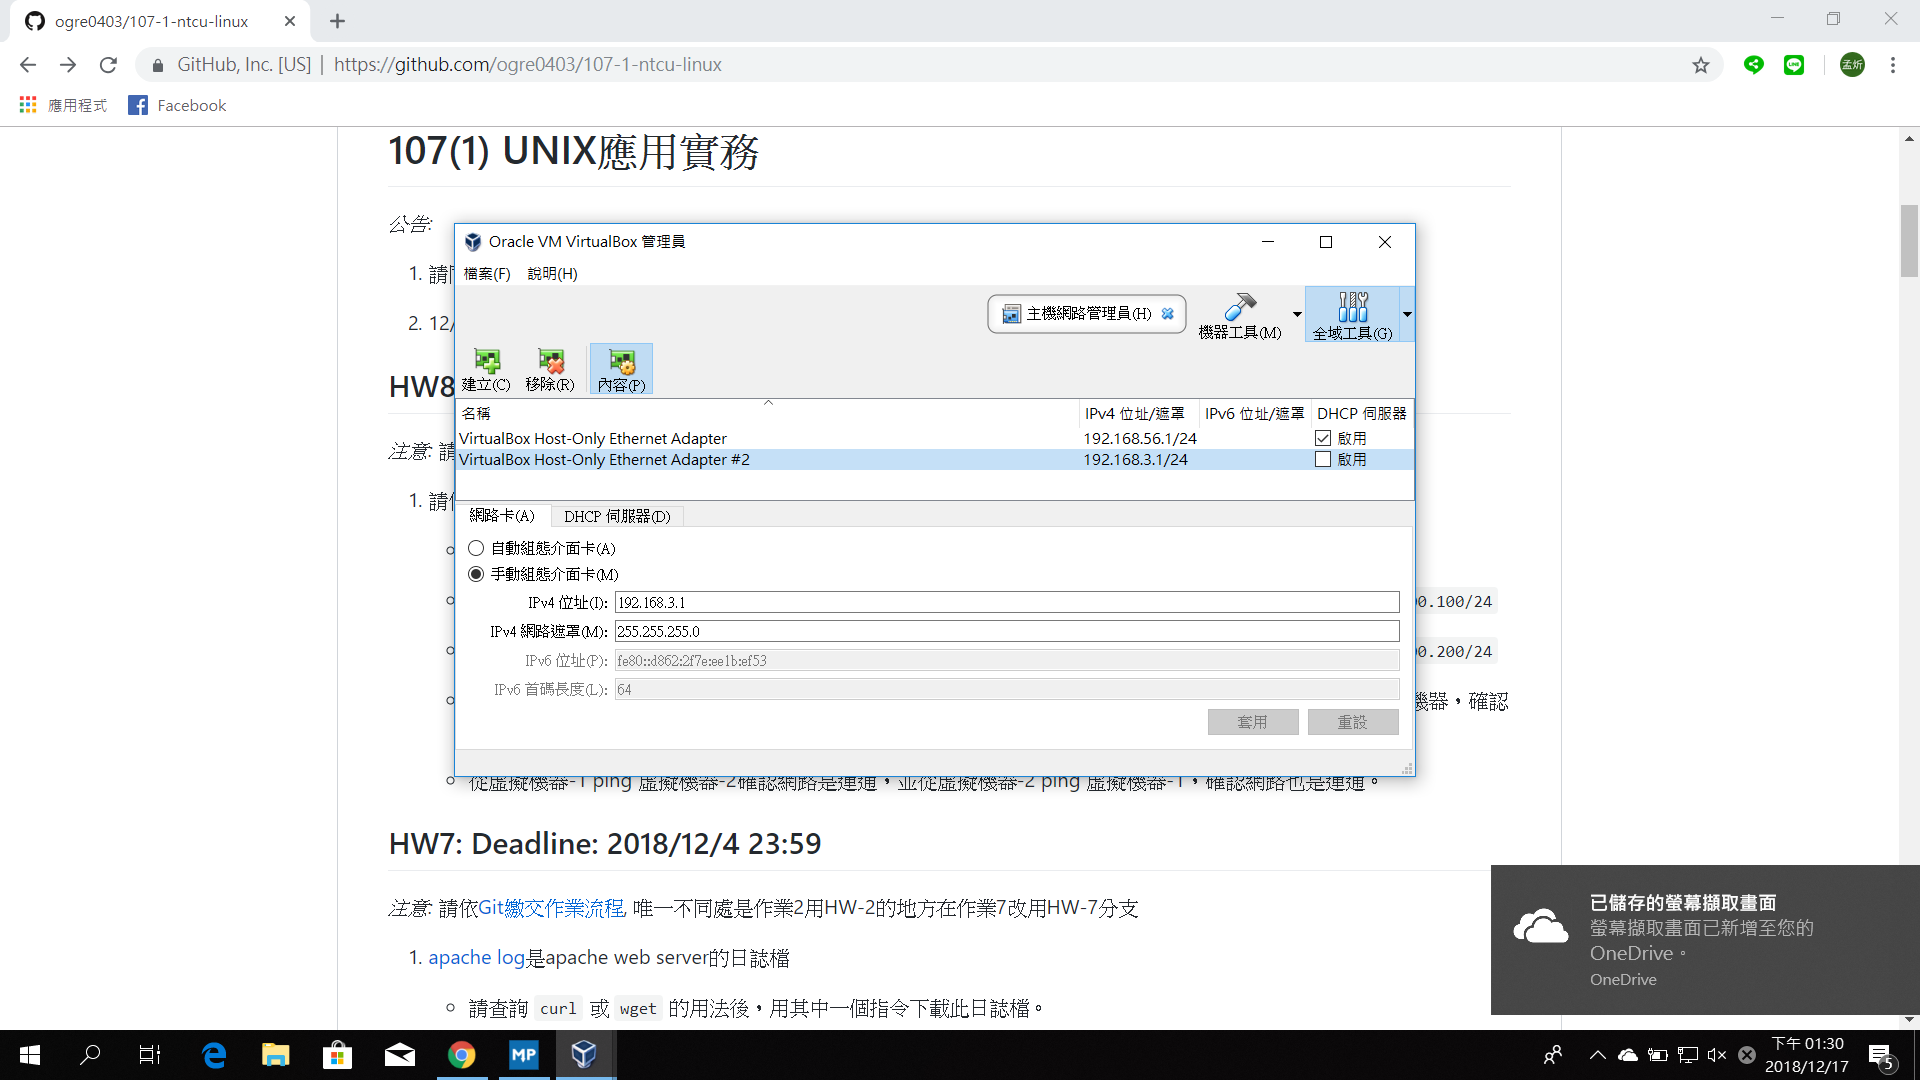 ogre0403/107-1-ntcu-linux
GitHub, Inc. [US] | https://github.com/ogre0403/107-1-ntcu-linux
孟炘
應用程式
Facebook
107(1) UNIX應用實務
公告:
1. 請
2. 12/
HW8
注意: 請
1. 請
Oracle VM VirtualBox 管理員
檔案(F) 說明(H)
主機網路管理員(H)
機器工具(M)
全域工具(G)
建立(C)
移除(R)
內容(P)
名稱 IPv4 位址/遮罩 IPv6 位址/遮罩 DHCP 伺服器
VirtualBox Host-Only Ethernet Adapter 192.168.56.1/24 啟用
VirtualBox Host-Only Ethernet Adapter #2 192.168.3.1/24 啟用
網路卡(A) DHCP 伺服器(D)
自動組態介面卡(A)
手動組態介面卡(M)
IPv4 位址(I): 192.168.3.1
IPv4 網路遮罩(M): 255.255.255.0
IPv6 位址(P): fe80::d862:2f7e:ee1b:ef53
IPv6 首碼長度(L): 64
套用 重設
0.100/24
0.200/24
機器，確認
從虛擬機器-1 ping 虛擬機器-2確認網路是連通，並從虛擬機器-2 ping 虛擬機器-1，確認網路也是連通。
HW7: Deadline: 2018/12/4 23:59
注意: 請依Git繳交作業流程, 唯一不同處是作業2用HW-2的地方在作業7改用HW-7分支
1. apache log是apache web server的日誌檔
請查詢 curl 或 wget 的用法後，用其中一個指令下載此日誌檔。
已儲存的螢幕擷取畫面
螢幕擷取畫面已新增至您的
OneDrive。
OneDrive
MP
下午 01:30
2018/12/17
5